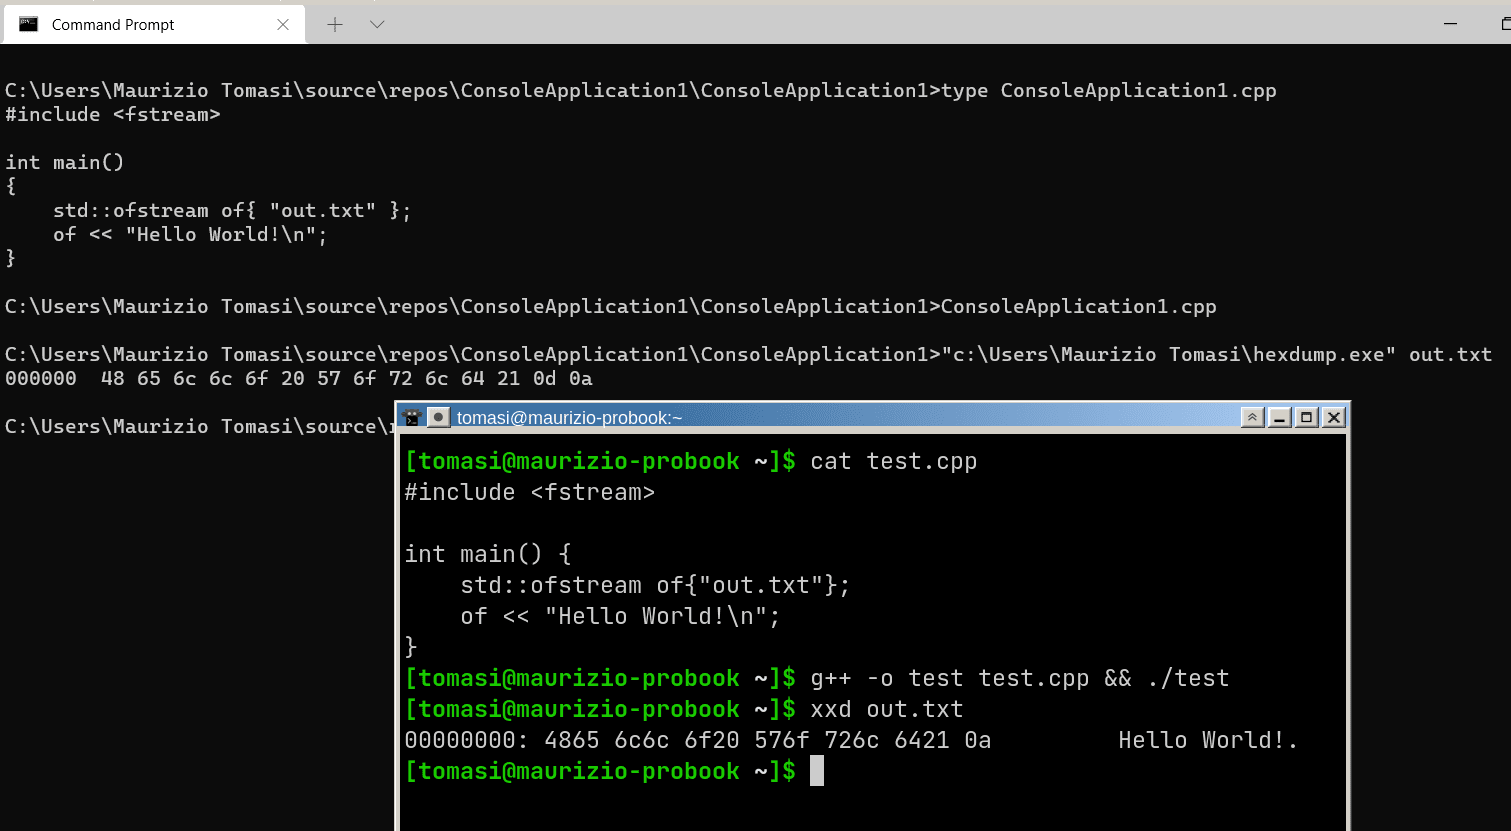 Command Prompt
C:\Users\Maurizio Tomasi\source\repos\ConsoleApplication1\ConsoleApplication1>type ConsoleApplication1.cpp
#include <fstream>
int main()
{
    std::ofstream of{ "out.txt" };
    of << "Hello World!\n";
}
C:\Users\Maurizio Tomasi\source\repos\ConsoleApplication1\ConsoleApplication1>ConsoleApplication1.cpp
C:\Users\Maurizio Tomasi\source\repos\ConsoleApplication1\ConsoleApplication1>"c:\Users\Maurizio Tomasi\hexdump.exe" out.txt
000000  48 65 6c 6c 6f 20 57 6f 72 6c 64 21 0d 0a
C:\Users\Maurizio Tomasi\source\
tomasi@maurizio-probook:~
[tomasi@maurizio-probook ~]$ cat test.cpp
#include <fstream>
int main() {
    std::ofstream of{"out.txt"};
    of << "Hello World!\n";
}
[tomasi@maurizio-probook ~]$ g++ -o test test.cpp && ./test
[tomasi@maurizio-probook ~]$ xxd out.txt
00000000: 4865 6c6c 6f20 576f 726c 6421 0a         Hello World!.
[tomasi@maurizio-probook ~]$